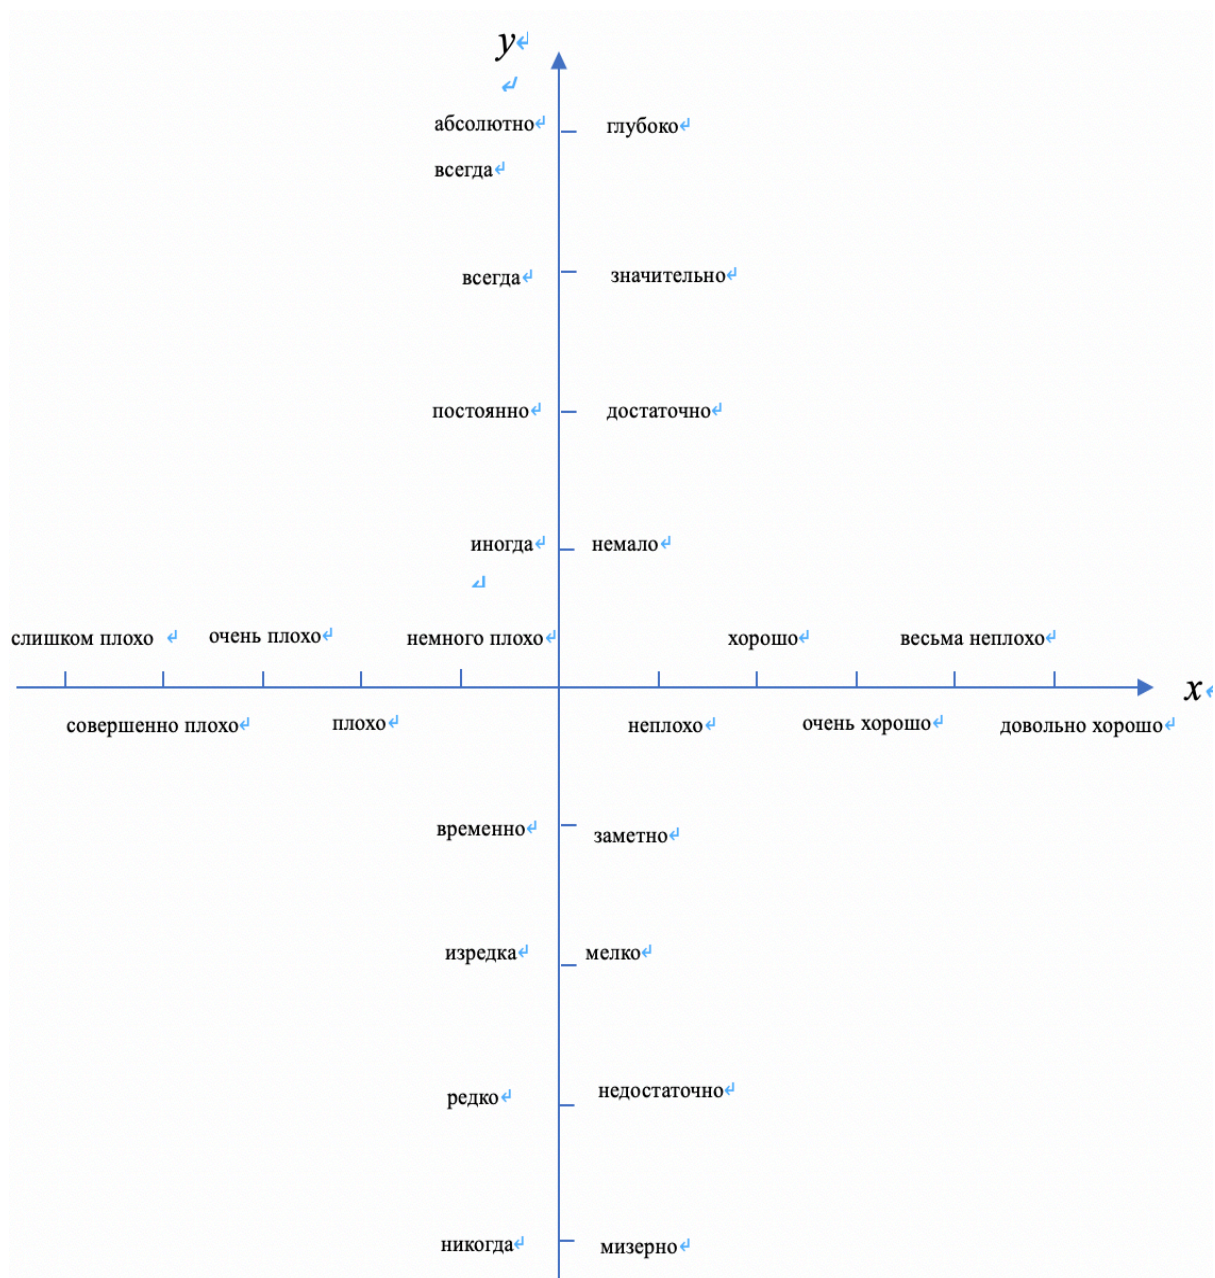 y
абсолютно глубоко
всегда
всегда значительно
постоянно достаточно
иногда немало
слишком плохо очень плохо немного плохо хорошо весьма неплохо
x
совершенно плохо плохо неплохо очень хорошо довольно хорошо
временно заметно
изредка мелко
редко недостаточно
никогда мизерно